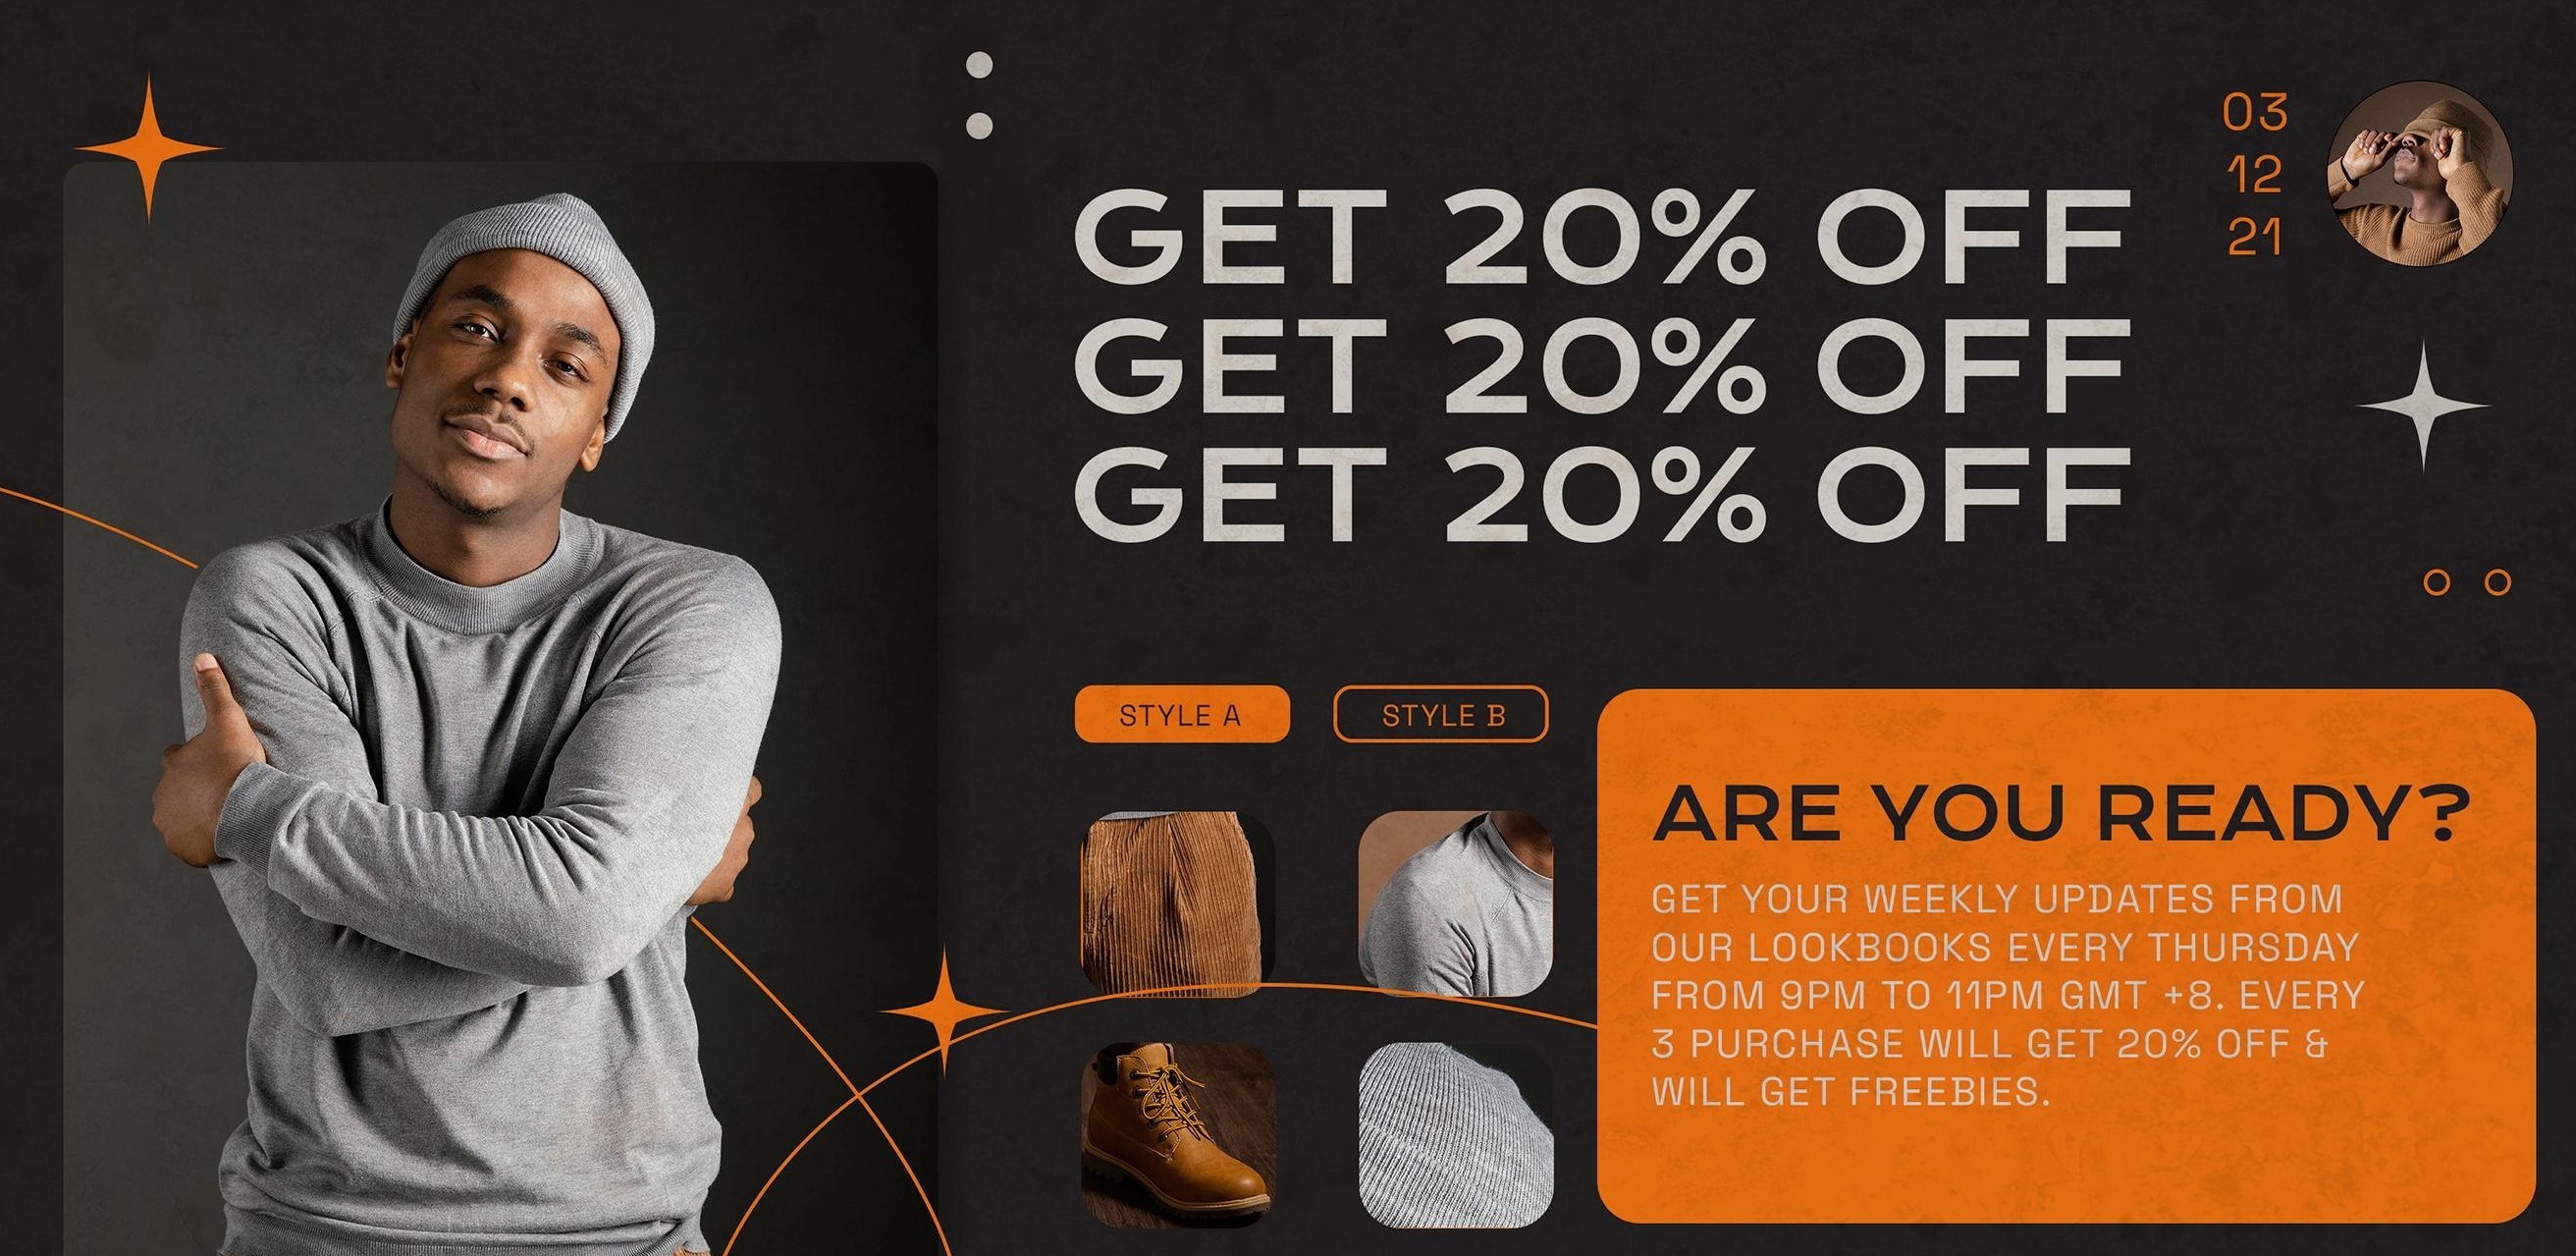 03
12
21
GET 20% OFF
GET 20% OFF
GET 20% OFF
STYLE A
STYLE B
ARE YOU READY?
GET YOUR WEEKLY UPDATES FROM
OUR LOOKBOOKS EVERY THURSDAY
FROM 9PM TO 11PM GMT +8. EVERY
3 PURCHASE WILL GET 20% OFF &
WILL GET FREEBIES.